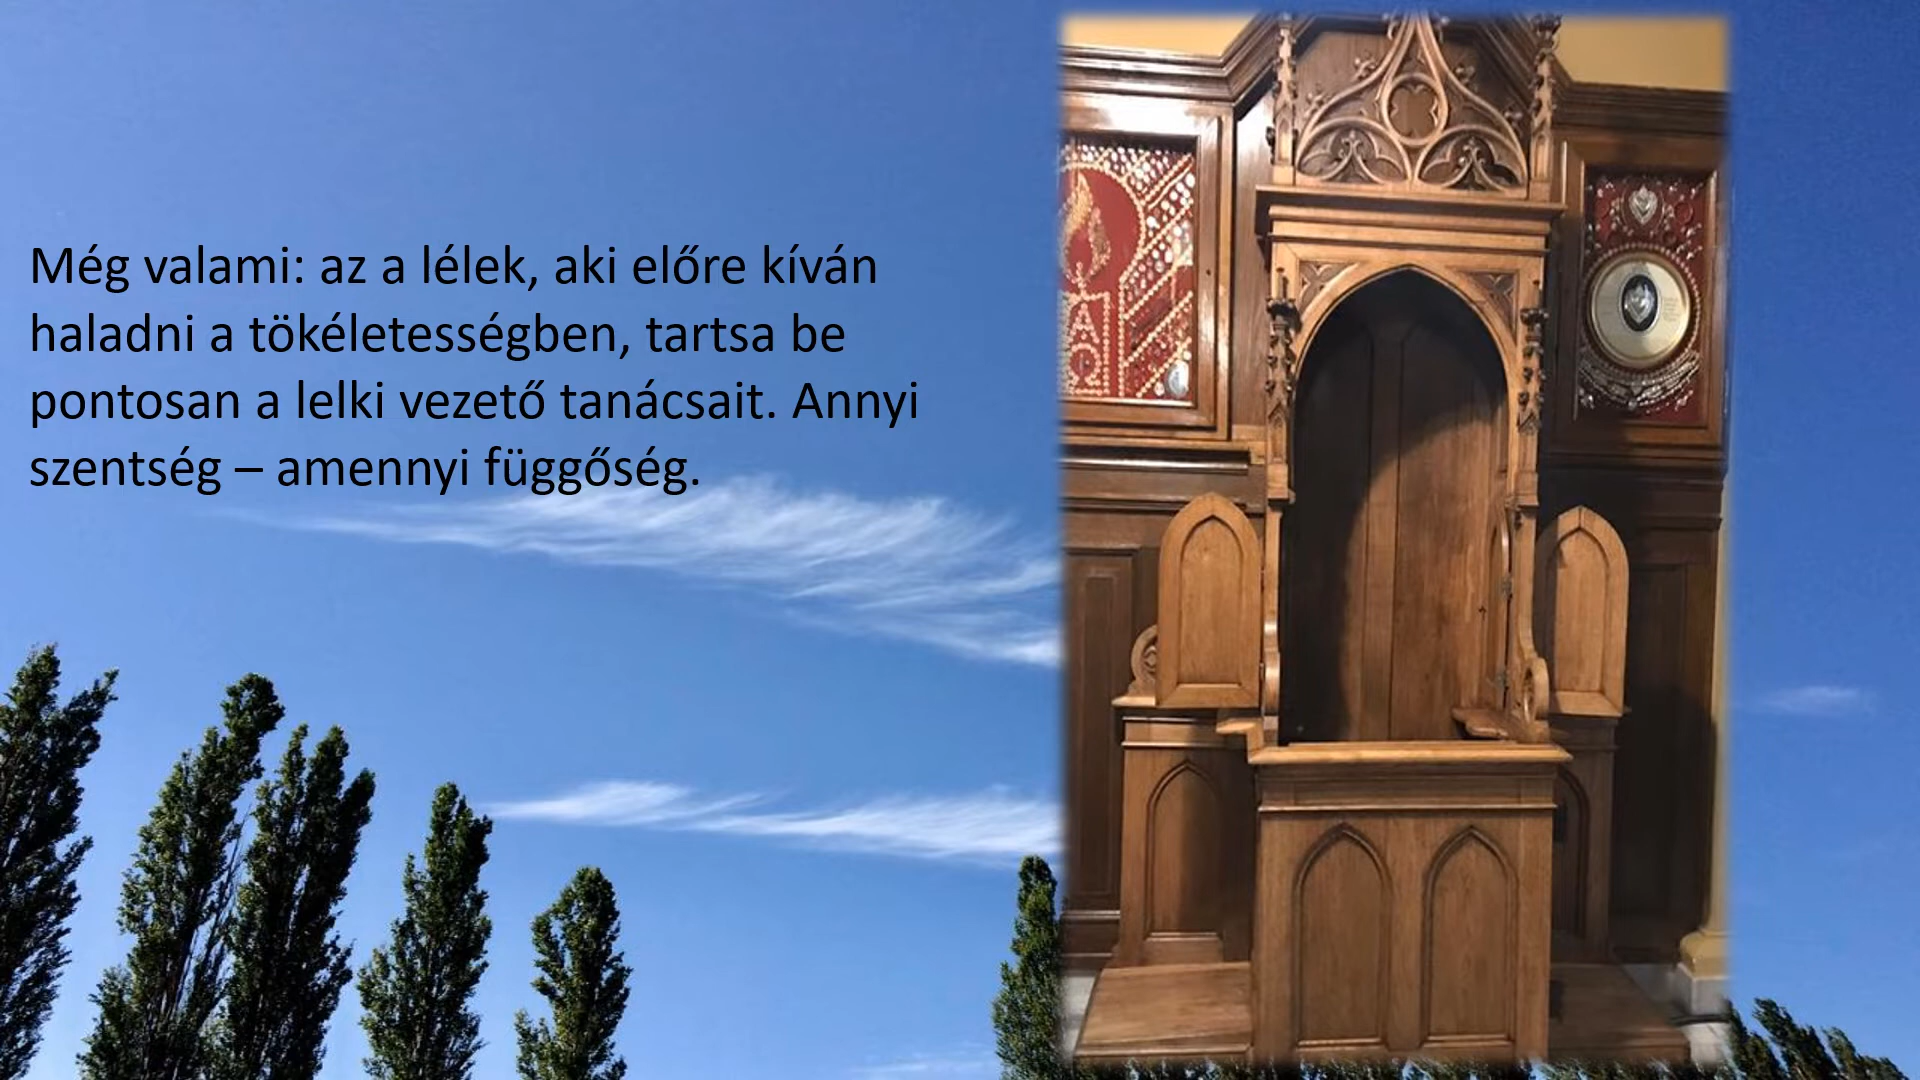 Még valami: az a lélek, aki előre kíván
haladni a tökéletességben, tartsa be
pontosan a lelki vezető tanácsait. Annyi
szentség – amennyi függőség.